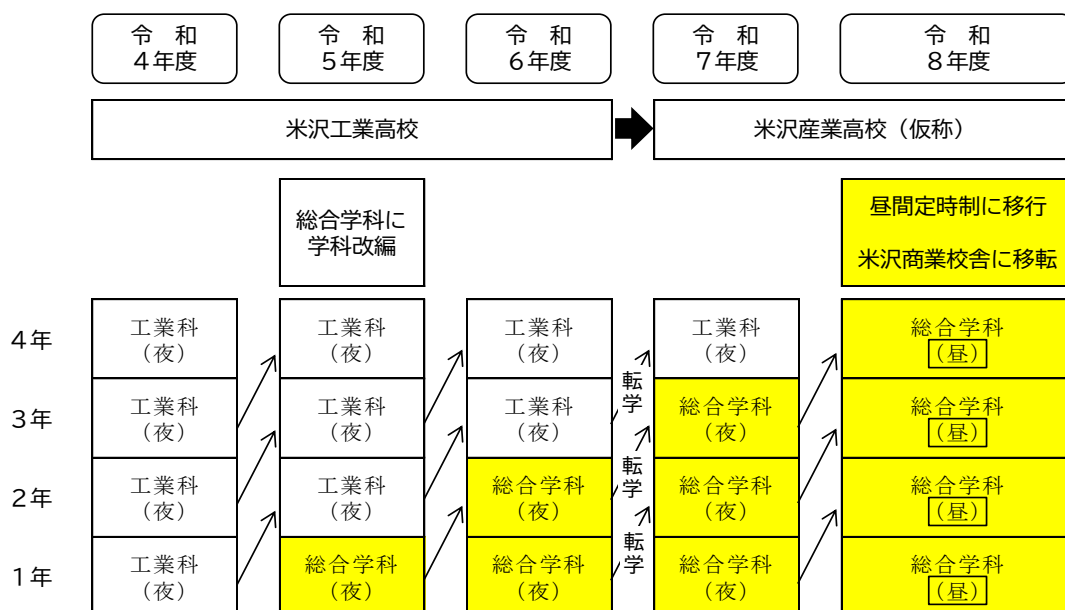 令 和
4年度
令 和
5年度
令 和
6年度
令 和
7年度
令 和
8年度
米沢工業高校
米沢産業高校（仮称）
総合学科に
学科改編
昼間定時制に移行
米沢商業校舎に移転
4年
工業科
（夜）
工業科
（夜）
工業科
（夜）
転学
工業科
（夜）
総合学科
（昼）
3年
工業科
（夜）
工業科
（夜）
工業科
（夜）
転学
総合学科
（夜）
総合学科
（昼）
2年
工業科
（夜）
工業科
（夜）
総合学科
（夜）
転学
総合学科
（夜）
総合学科
（昼）
1年
工業科
（夜）
総合学科
（夜）
総合学科
（夜）
総合学科
（夜）
総合学科
（昼）